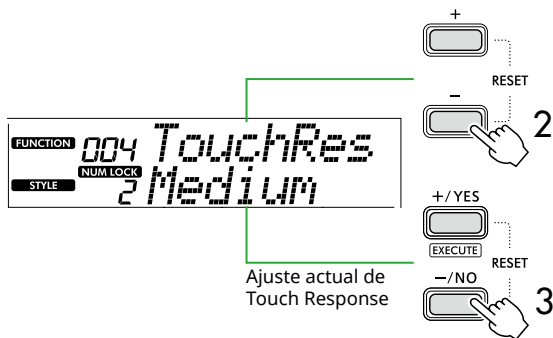 +
RESET
-
2
FUNCTION 004 TouchRes
NUM LOCK
STYLE 2 Medium
+/YES
EXECUTE
RESET
-/NO
3
Ajuste actual de
Touch Response